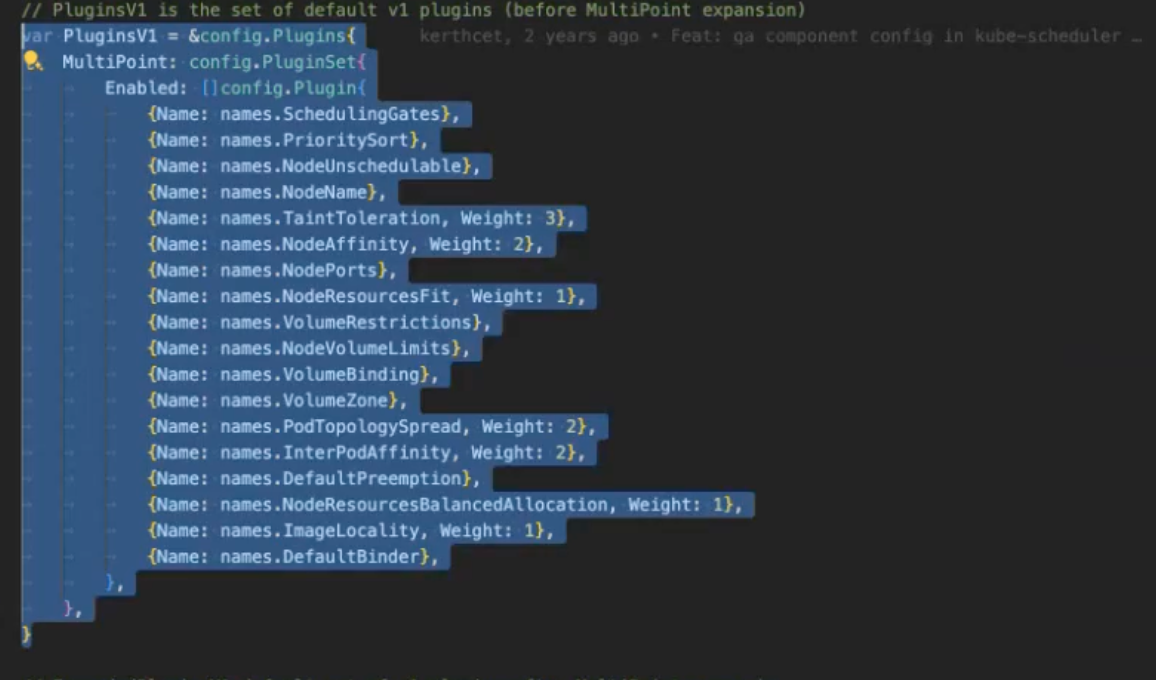 // PluginsV1 is the set of default v1 plugins (before MultiPoint expansion)
var PluginsV1 = &config.Plugins{ kerthcet, 2 years ago • Feat: ga component config in kube-scheduler …
MultiPoint: config.PluginSet{
Enabled: []config.Plugin{
{Name: names.SchedulingGates},
{Name: names.PrioritySort},
{Name: names.NodeUnschedulable},
{Name: names.NodeName},
{Name: names.TaintToleration, Weight: 3},
{Name: names.NodeAffinity, Weight: 2},
{Name: names.NodePorts},
{Name: names.NodeResourcesFit, Weight: 1},
{Name: names.VolumeRestrictions},
{Name: names.NodeVolumeLimits},
{Name: names.VolumeBinding},
{Name: names.VolumeZone},
{Name: names.PodTopologySpread, Weight: 2},
{Name: names.InterPodAffinity, Weight: 2},
{Name: names.DefaultPreemption},
{Name: names.NodeResourcesBalancedAllocation, Weight: 1},
{Name: names.ImageLocality, Weight: 1},
{Name: names.DefaultBinder},
},
},
}